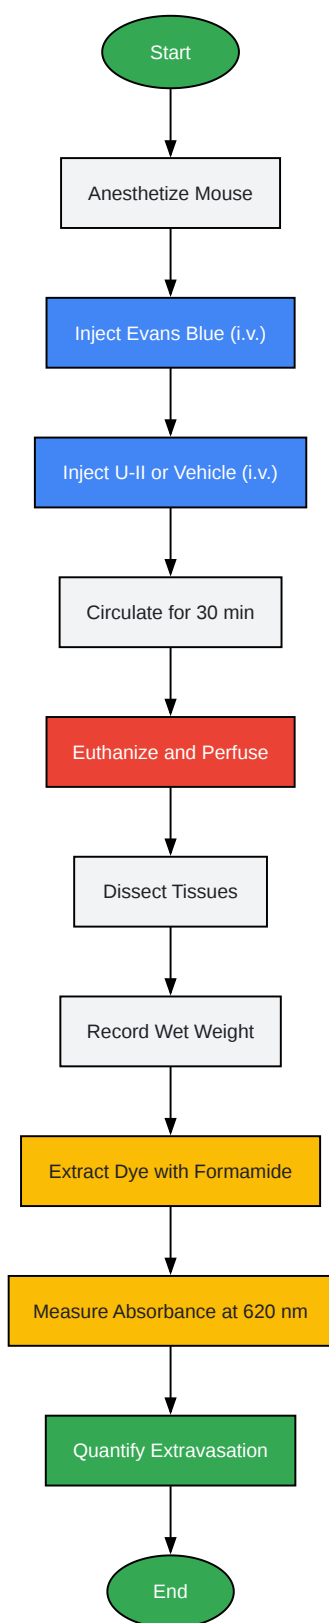 Start
Anesthetize Mouse
Inject Evans Blue (i.v.)
Inject U-II or Vehicle (i.v.)
Circulate for 30 min
Euthanize and Perfuse
Dissect Tissues
Record Wet Weight
Extract Dye with Formamide
Measure Absorbance at 620 nm
Quantify Extravasation
End